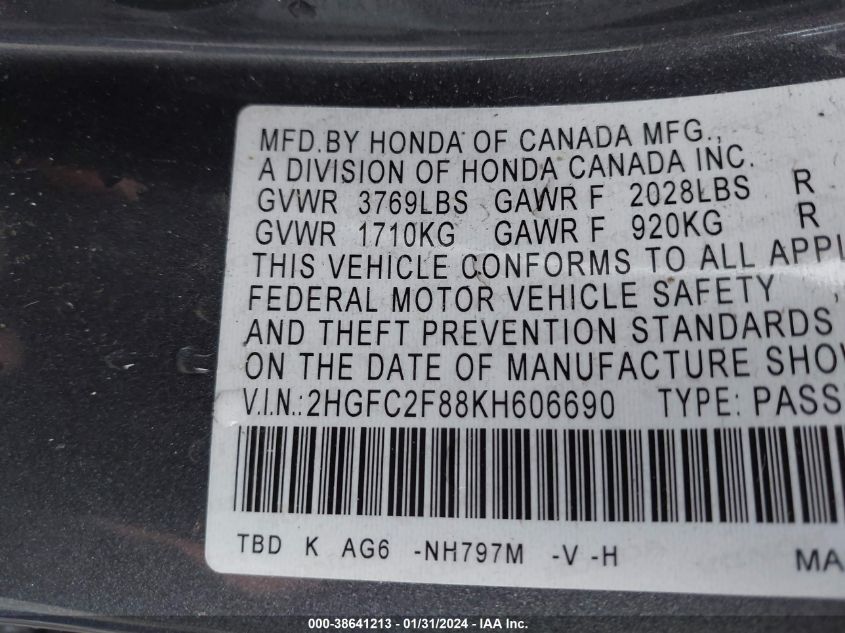 MFD.BY HONDA OF CANADA MFG.,
A DIVISION OF HONDA CANADA INC.
GVWR 3769LBS GAWR F 2028LBS R
GVWR 1710KG GAWR F 920KG R
THIS VEHICLE CONFORMS TO ALL APPLI
FEDERAL MOTOR VEHICLE SAFETY ,
AND THEFT PREVENTION STANDARDS
ON THE DATE OF MANUFACTURE SHOW
V.I.N.:2HGFC2F88KH606690 TYPE: PASS
TBD K AG6 -NH797M -V -H MA
000-38641213 - 01/31/2024 - © IAA Inc.